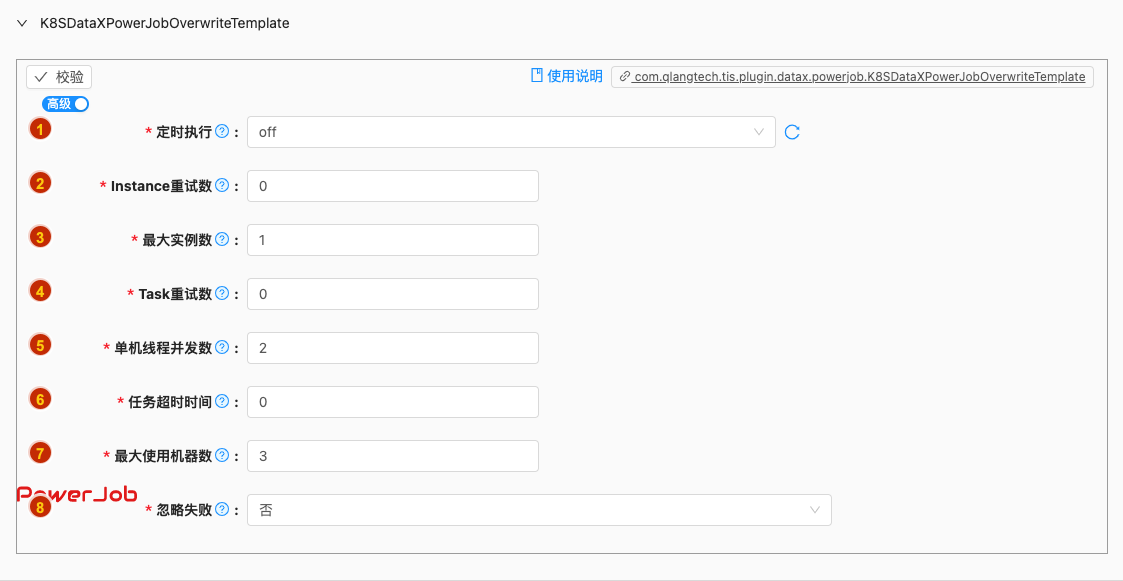 K8SDataXPowerJobOverwriteTemplate
校验
使用说明 com.qlangtech.tis.plugin.datax.powerjob.K8SDataXPowerJobOverwriteTemplate
高级
1 * 定时执行 ? : off
2 * Instance重试数 ? : 0
3 * 最大实例数 ? : 1
4 * Task重试数 ? : 0
5 * 单机线程并发数 ? : 2
6 * 任务超时时间 ? : 0
7 * 最大使用机器数 ? : 3
PowerJob
8 * 忽略失败 ? : 否